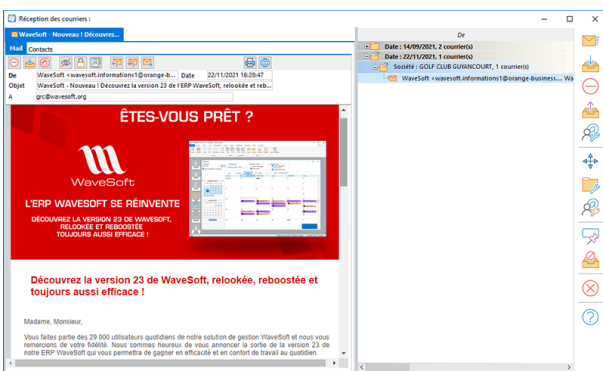 Réception des courriers :
WaveSoft - Nouveau ! Découvrez...
Mail Contacts
De WaveSoft <wavesoft.informations1@orange-b... Date 22/11/2021 16:28:47
Objet WaveSoft - Nouveau ! Découvrez la version 23 de l'ERP WaveSoft, relookée et reb...
A grc@wavesoft.org
ÊTES-VOUS PRÊT ?
WaveSoft
L'ERP WAVESOFT SE RÉINVENTE
DÉCOUVREZ LA VERSION 23 DE WAVESOFT,
RELOOKÉE ET REBOOSTÉE
TOUJOURS AUSSI EFFICACE !
Découvrez la version 23 de WaveSoft, relookée, reboostée et
toujours aussi efficace !
Madame, Monsieur,
Vous faites partie des 29 000 utilisateurs quotidiens de notre solution de gestion WaveSoft et nous vous
remercions de votre fidélité. Nous sommes heureux de vous annoncer la sortie de la version 23 de
notre ERP WaveSoft qui vous permettra de gagner en efficacité et en confort de travail au quotidien.
De
Date : 14/09/2021, 2 courrier(s)
Date : 22/11/2021, 1 courrier(s)
Société : GOLF CLUB GUYANCOURT, 1 courrier(s)
WaveSoft <wavesoft.informations1@orange-business.... Wa